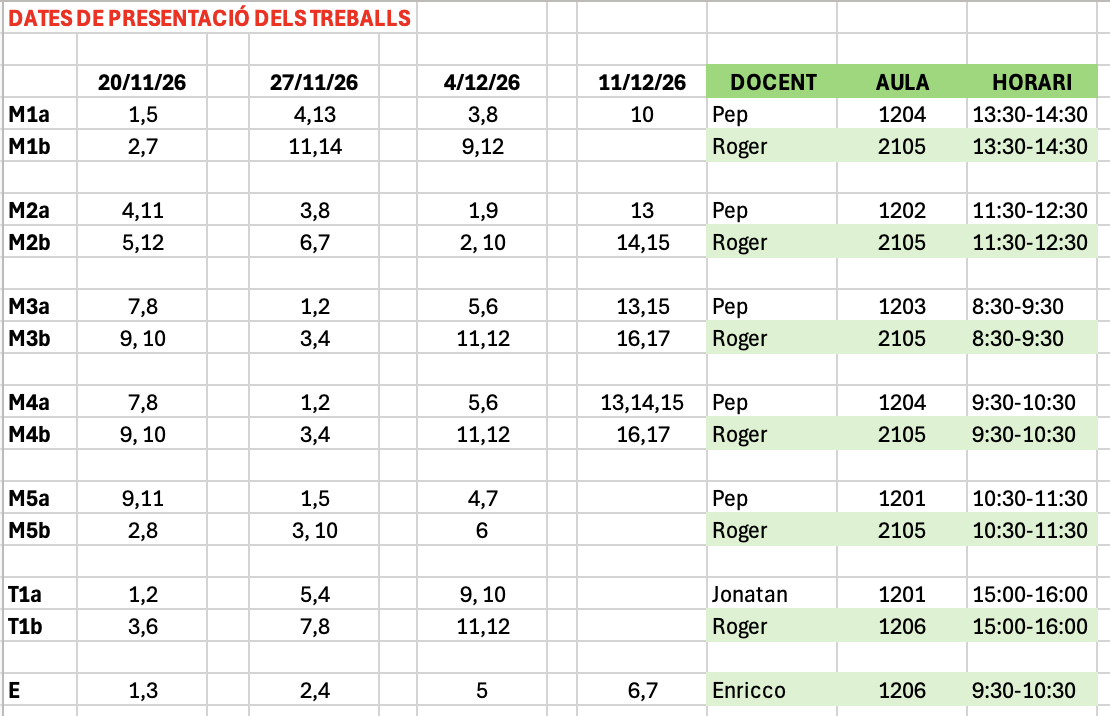 DATES DE PRESENTACIÓ DELS TREBALLS
20/11/26 27/11/26 4/12/26 11/12/26 DOCENT AULA HORARI
M1a 1,5 4,13 3,8 10 Pep 1204 13:30-14:30
M1b 2,7 11,14 9,12 Roger 2105 13:30-14:30
M2a 4,11 3,8 1,9 13 Pep 1202 11:30-12:30
M2b 5,12 6,7 2, 10 14,15 Roger 2105 11:30-12:30
M3a 7,8 1,2 5,6 13,15 Pep 1203 8:30-9:30
M3b 9, 10 3,4 11,12 16,17 Roger 2105 8:30-9:30
M4a 7,8 1,2 5,6 13,14,15 Pep 1204 9:30-10:30
M4b 9, 10 3,4 11,12 16,17 Roger 2105 9:30-10:30
M5a 9,11 1,5 4,7 Pep 1201 10:30-11:30
M5b 2,8 3, 10 6 Roger 2105 10:30-11:30
T1a 1,2 5,4 9, 10 Jonatan 1201 15:00-16:00
T1b 3,6 7,8 11,12 Roger 1206 15:00-16:00
E 1,3 2,4 5 6,7 Enricco 1206 9:30-10:30